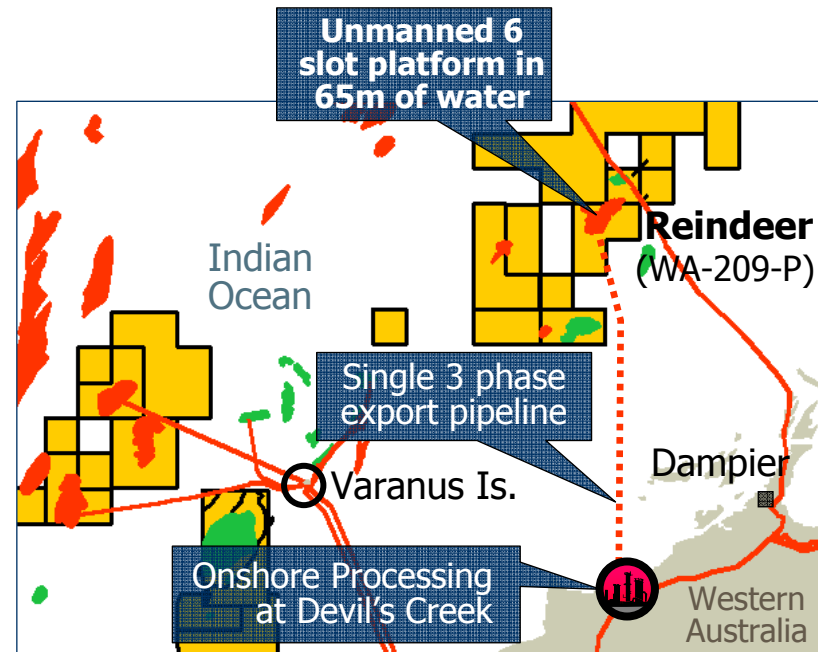 Unmanned 6
slot platform in
65m of water
Reindeer
(WA-209-P)
Indian
Ocean
Single 3 phase
export pipeline
Dampier
Varanus Is.
Onshore Processing
at Devil's Creek
Western
Australia